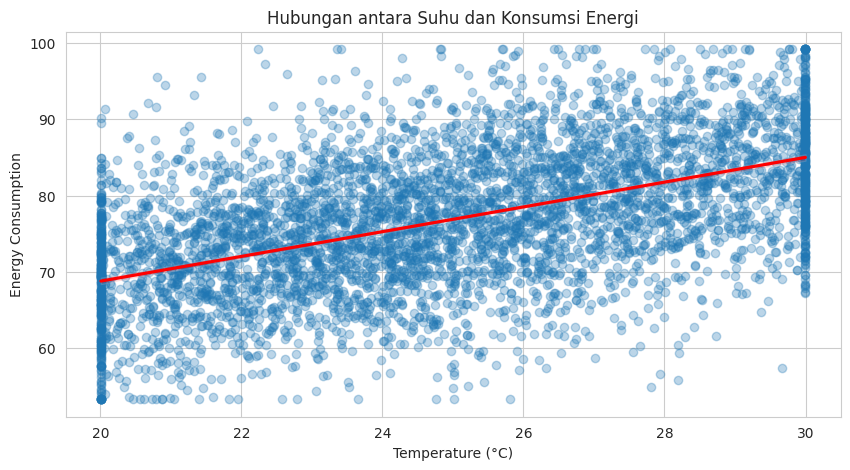 Hubungan antara Suhu dan Konsumsi Energi
100
90
80
70
60
Energy Consumption
20 22 24 26 28 30
Temperature (°C)